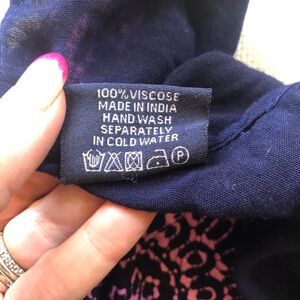 100% VISCOSE
MADE IN INDIA
HAND WASH
SEPARATELY
IN COLD WATER
P